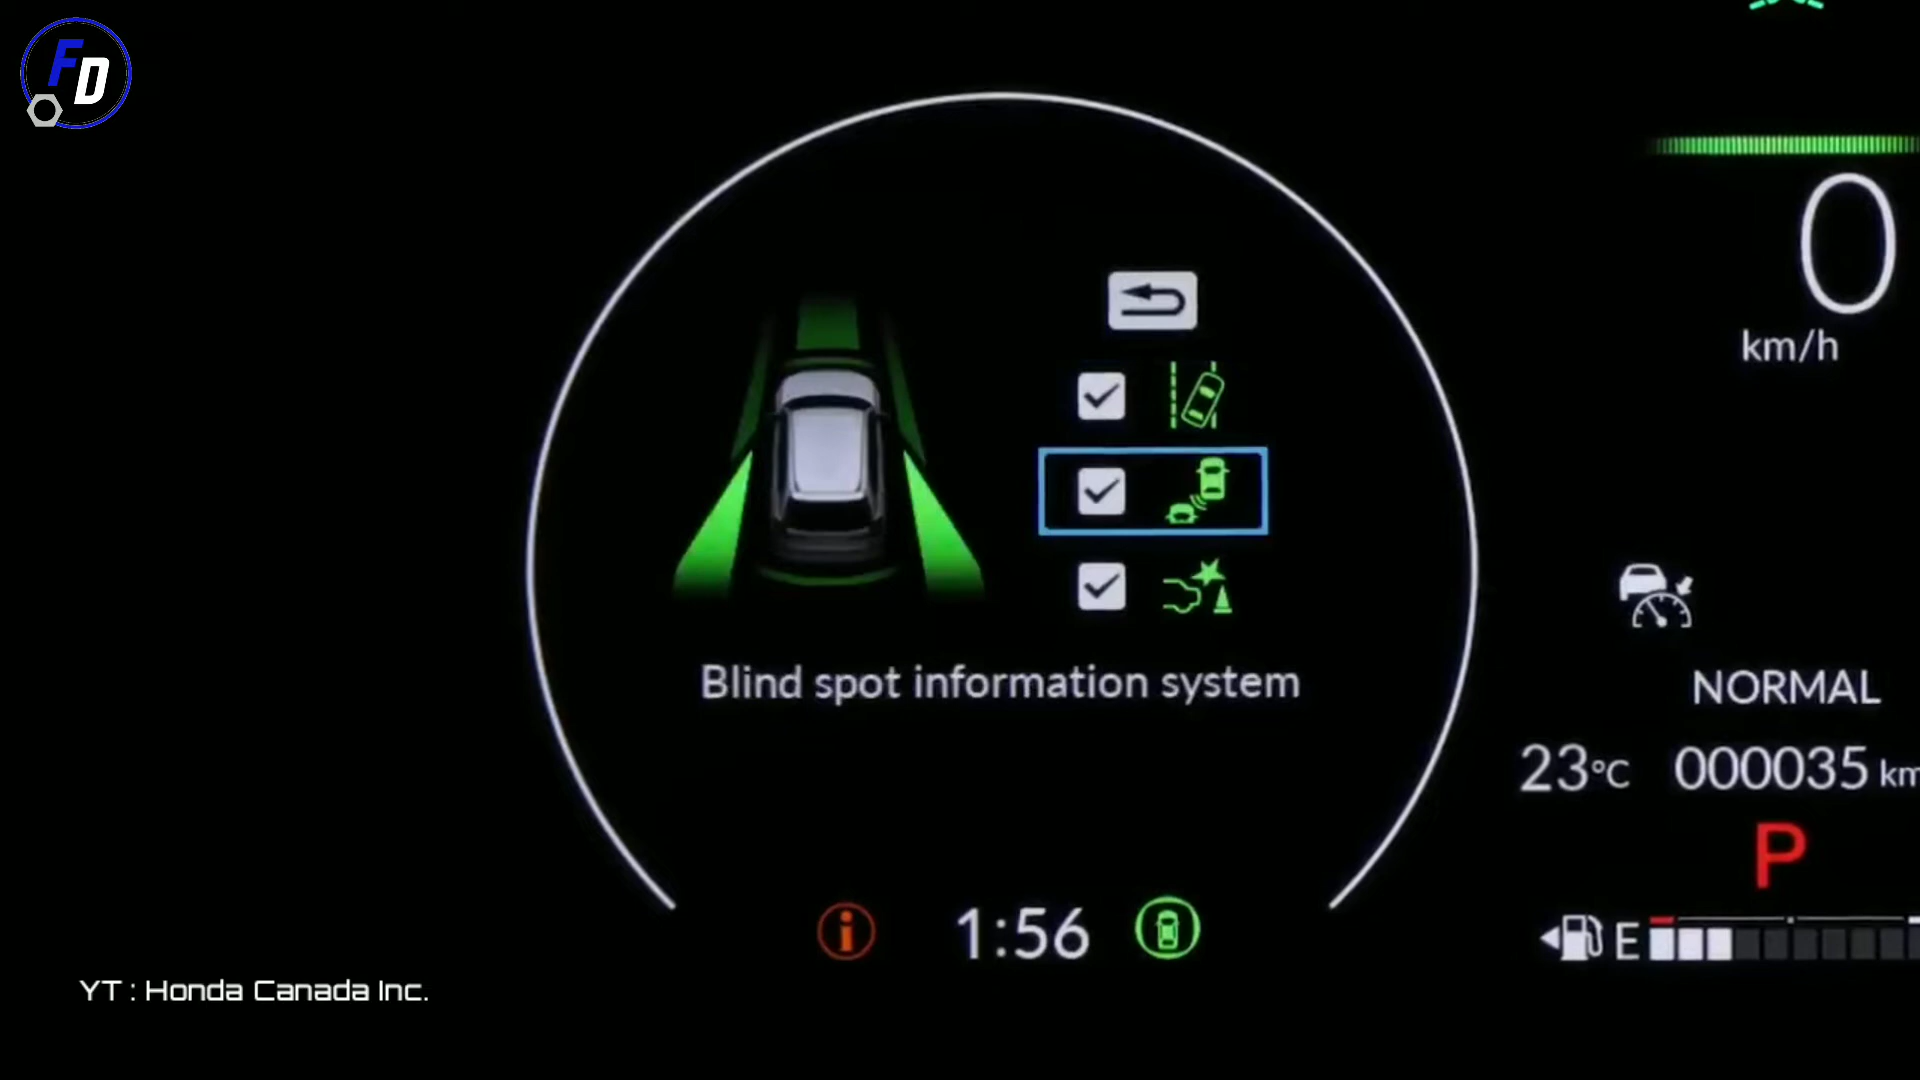 FD
0
km/h
Blind spot information system
NORMAL
23°C 000035 km
P
i 1:56
E
YT : Honda Canada Inc.